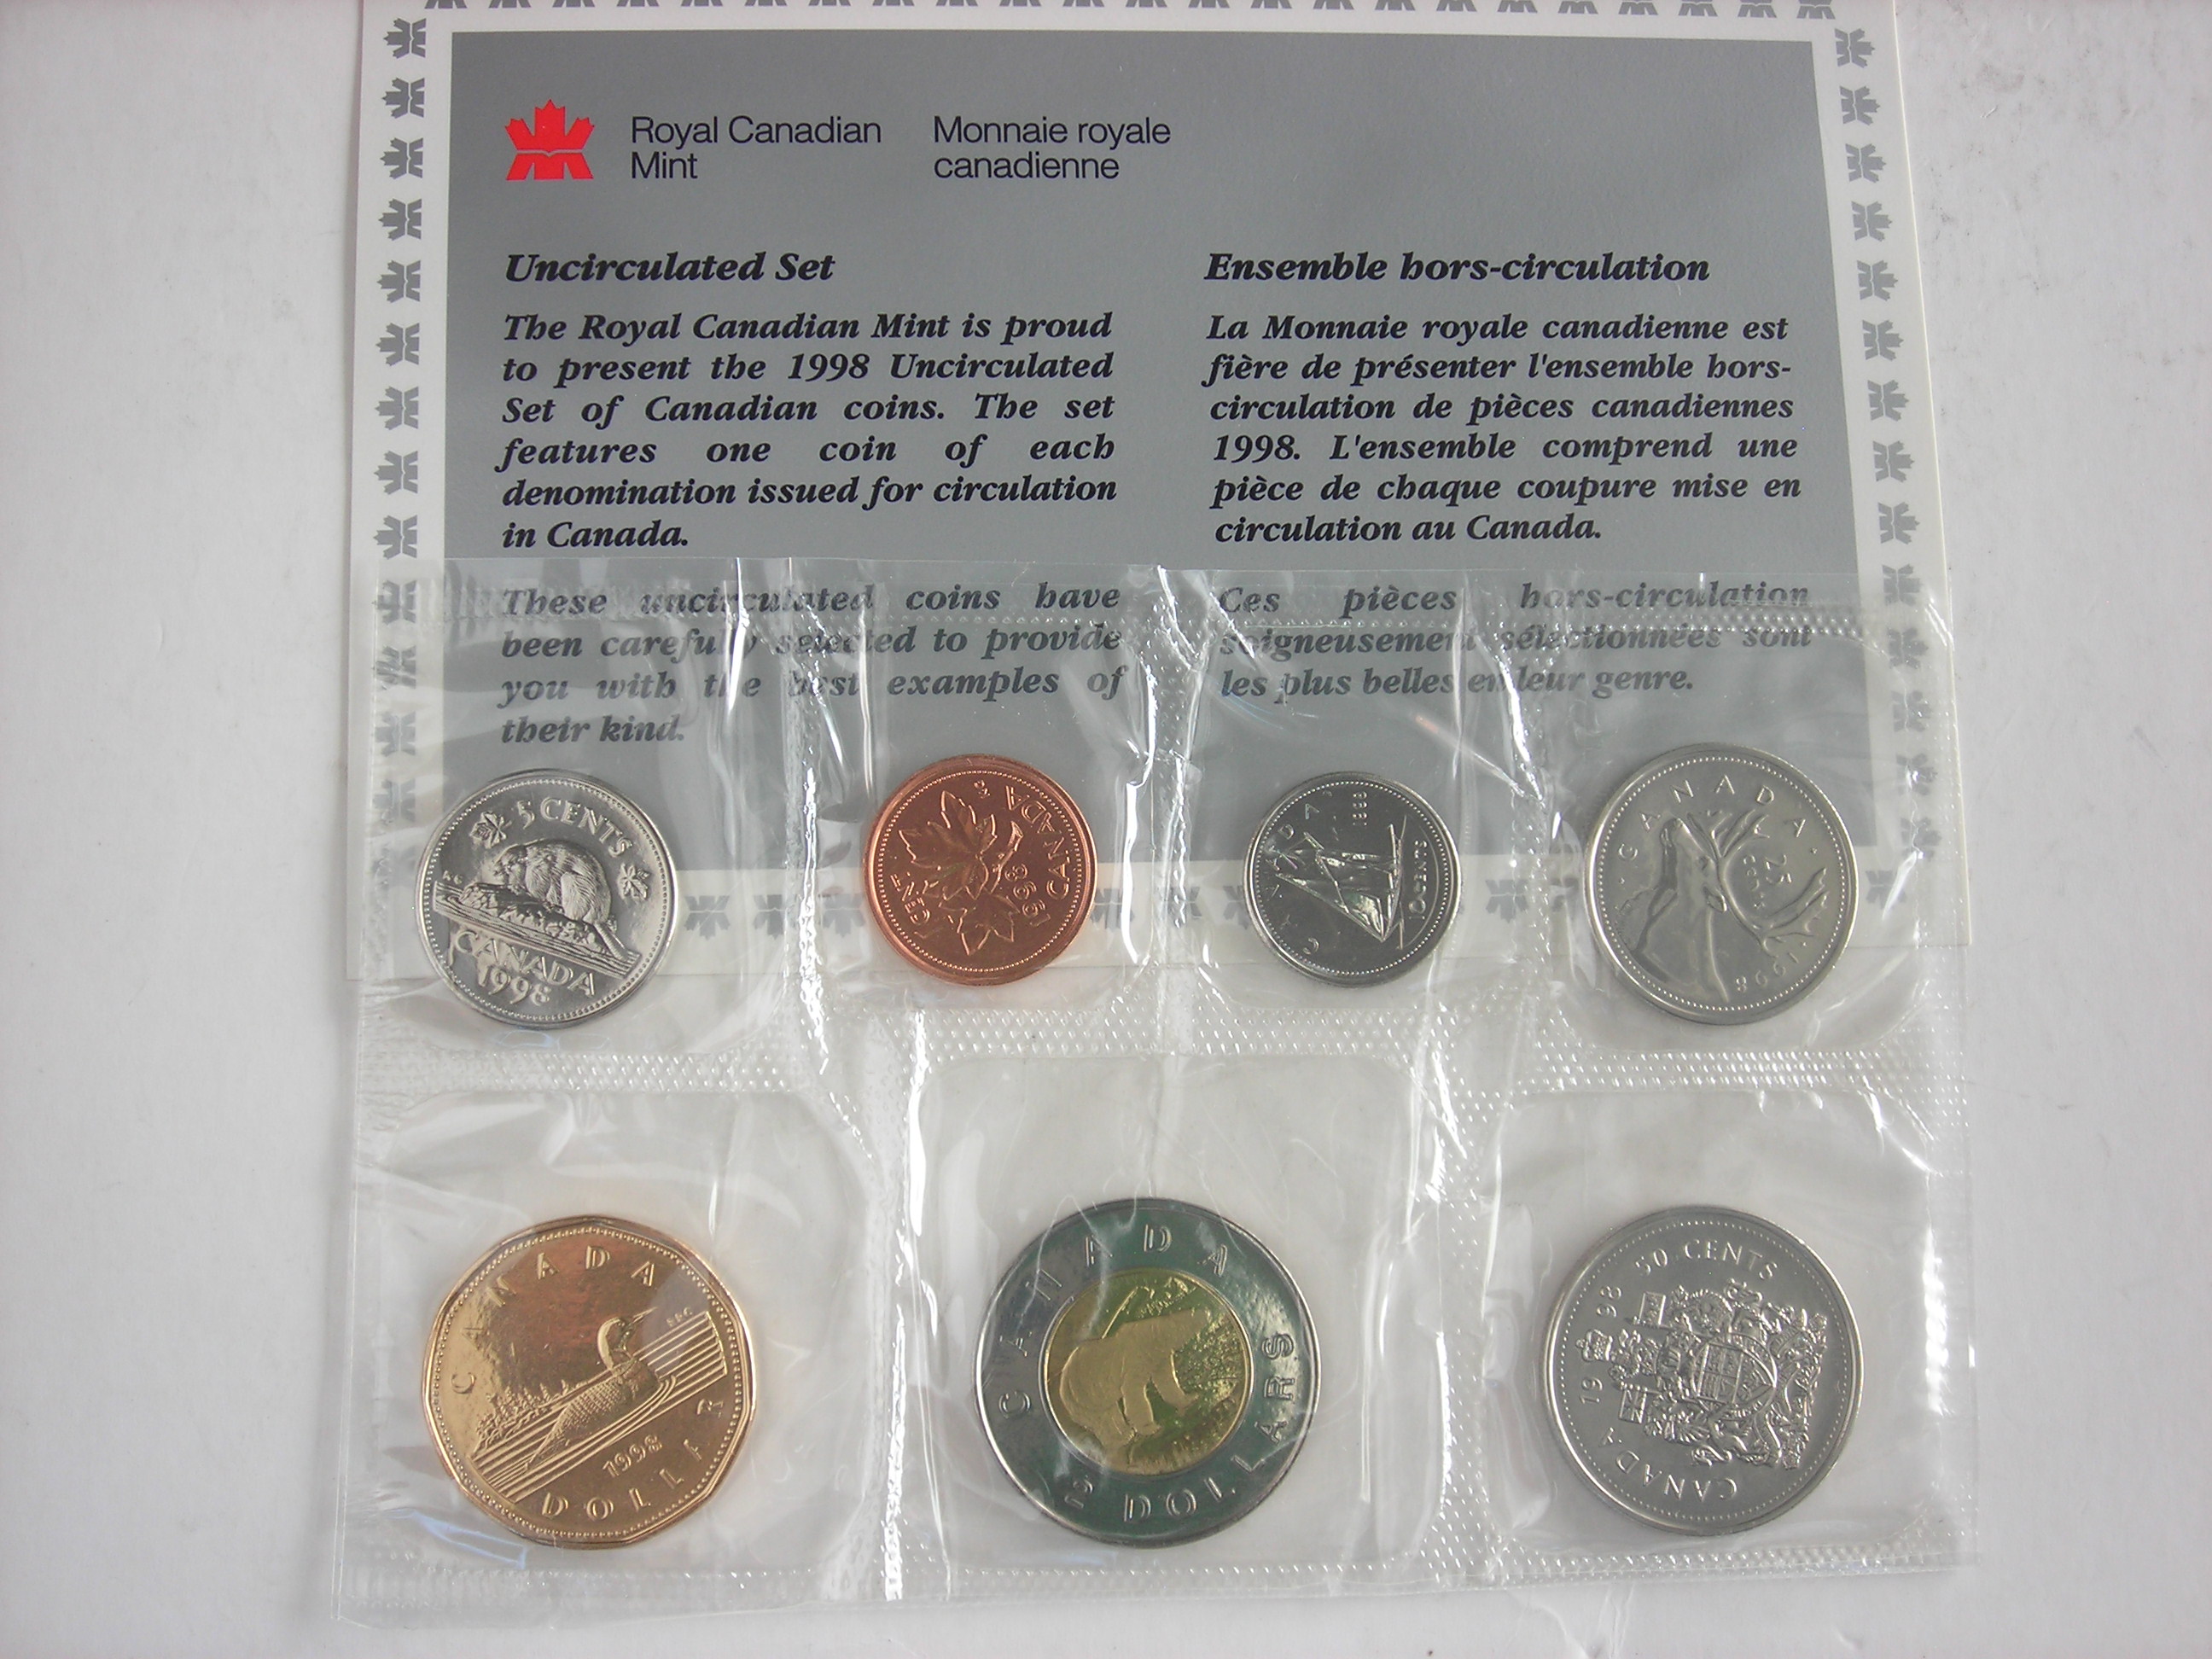 Royal Canadian
Mint
Monnaie royale
canadienne
Uncirculated Set
The Royal Canadian Mint is proud
to present the 1998 Uncirculated
Set of Canadian coins. The set
features one coin of each
denomination issued for circulation
in Canada.
These uncirculated coins have
been carefully selected to provide
you with the best examples of
their kind.
Ensemble hors-circulation
La Monnaie royale canadienne est
fière de présenter l'ensemble hors-
circulation de pièces canadiennes
1998. L'ensemble comprend une
pièce de chaque coupure mise en
circulation au Canada.
Ces pièces hors-circulation
soigneusement sélectionnées sont
les plus belles en leur genre.
5 CENTS
CANADA
1998
1 CENT
1998
CANADA
CANADA
1998
10 CENTS
CANADA
25
CENTS
1998
CANADA
1998
DOLLAR
CANADA
2 DOLLARS
50 CENTS
1998
CANADA